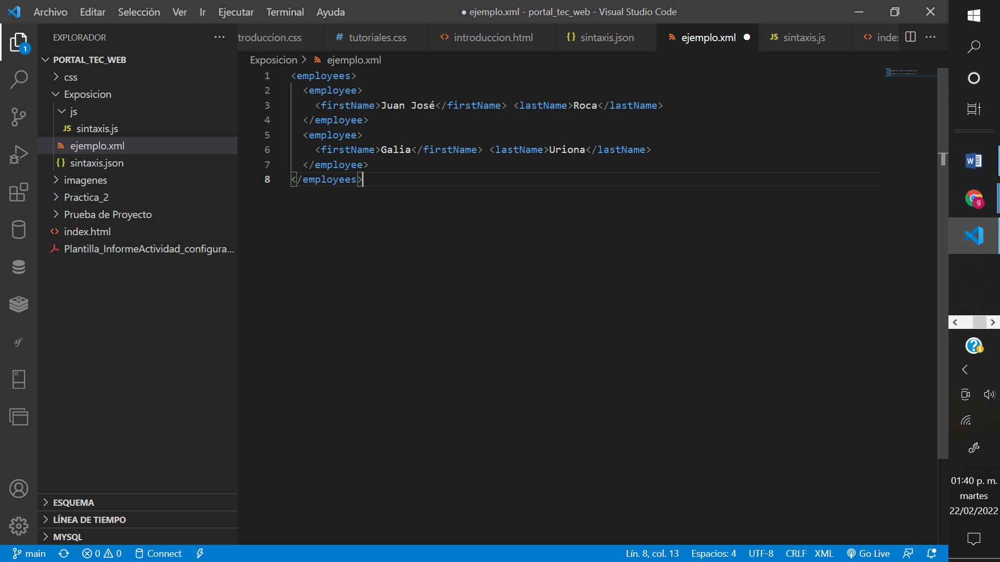 Archivo Editar Selección Ver Ir Ejecutar Terminal Ayuda
● ejemplo.xml - portal_tec_web - Visual Studio Code
EXPLORADOR
PORTAL_TEC_WEB
css
Exposicion
js
JS sintaxis.js
ejemplo.xml
{} sintaxis.json
imagenes
Practica_2
Prueba de Proyecto
<> index.html
Plantilla_InformeActividad_configura...
ESQUEMA
LÍNEA DE TIEMPO
MYSQL
1
troduccion.css # tutoriales.css <> introduccion.html {} sintaxis.json ejemplo.xml ● JS sintaxis.js <> index
Exposicion > ejemplo.xml
1 <employees>
2 <employee>
3 <firstName>Juan José</firstName> <lastName>Roca</lastName>
4 </employee>
5 <employee>
6 <firstName>Galia</firstName> <lastName>Uriona</lastName>
7 </employee>
8 </employees>
main 0 0 Connect
Lín. 8, col. 13 Espacios: 4 UTF-8 CRLF XML Go Live
W
g
01:40 p. m.
martes
22/02/2022